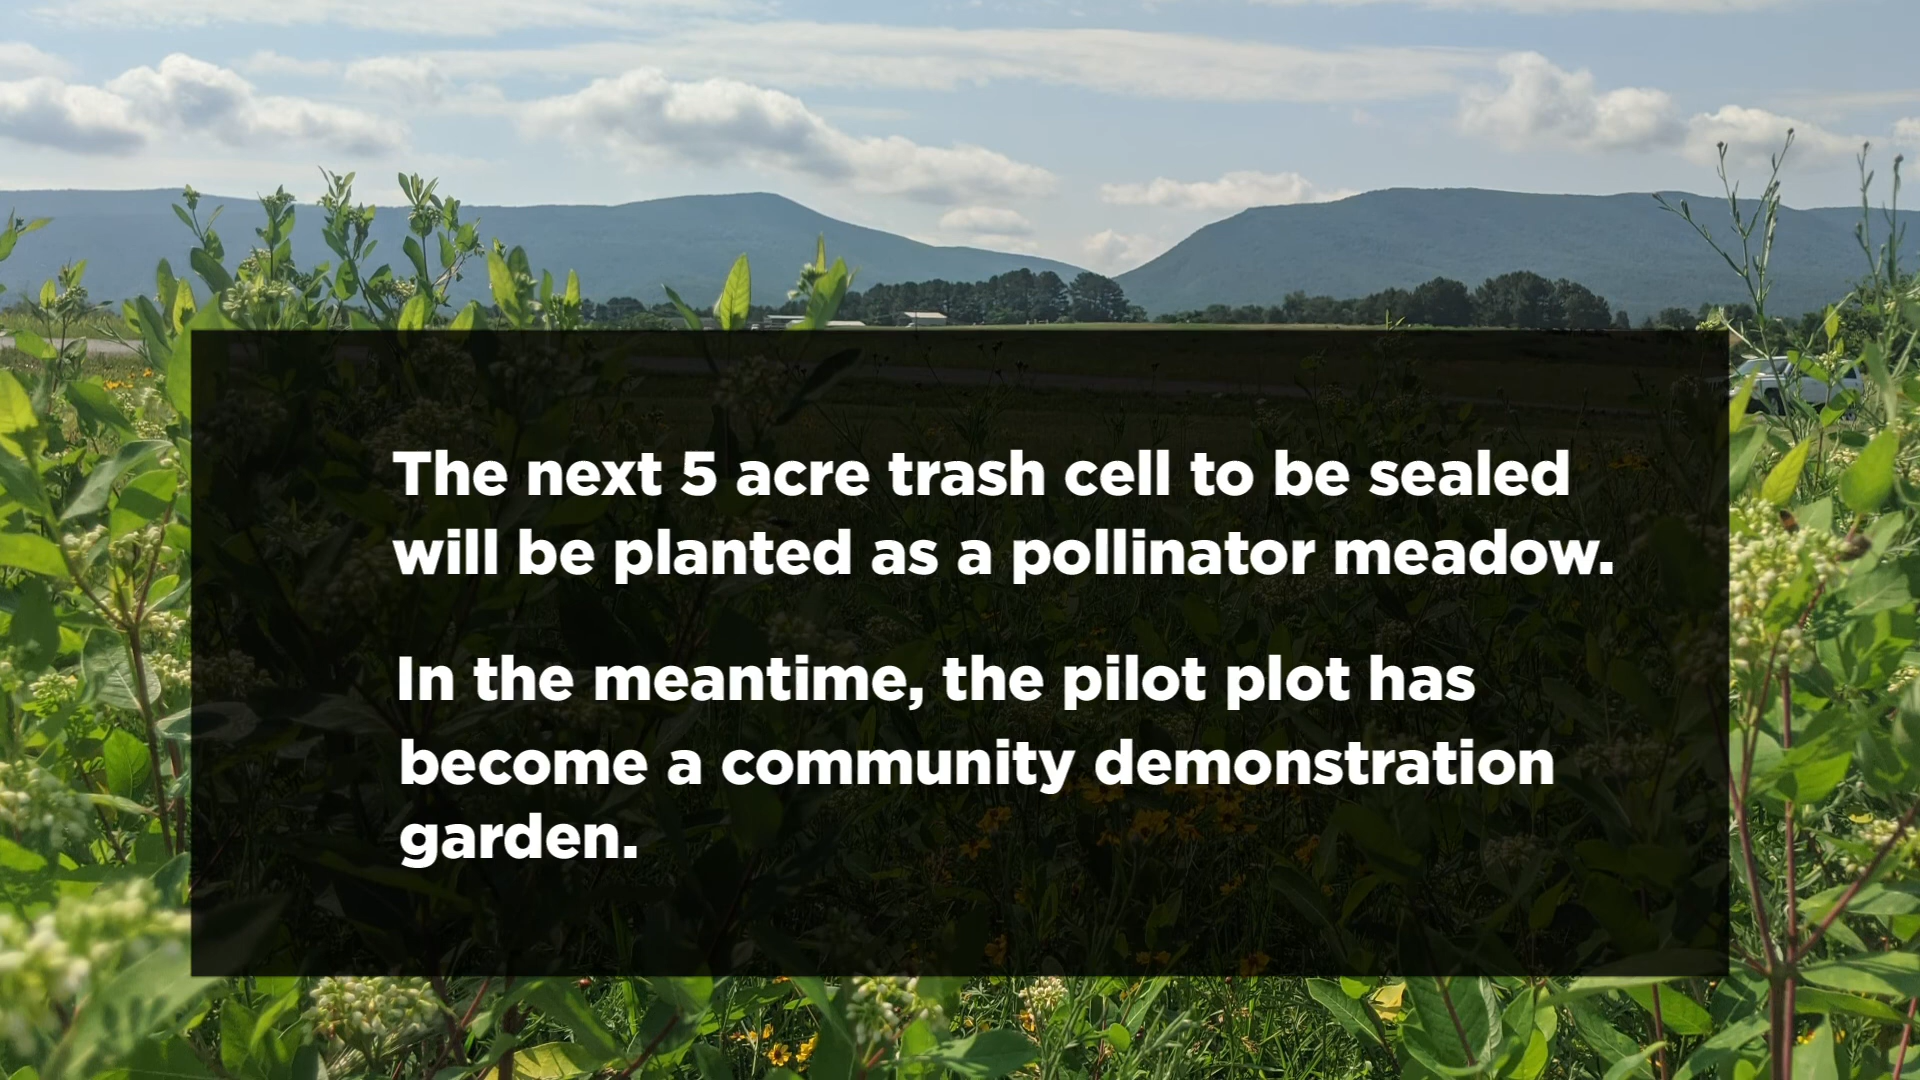 The next 5 acre trash cell to be sealed
will be planted as a pollinator meadow.
In the meantime, the pilot plot has
become a community demonstration
garden.